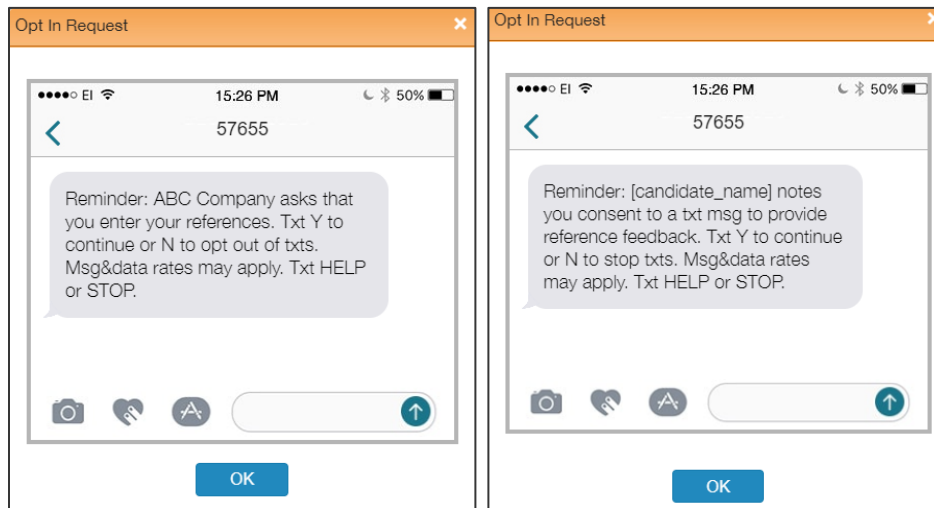 Opt In Request
●●●●○ EI 15:26 PM 50%
57655
Reminder: ABC Company asks that
you enter your references. Txt Y to
continue or N to opt out of txts.
Msg&data rates may apply. Txt HELP
or STOP.
OK
Opt In Request
●●●●○ EI 15:26 PM 50%
57655
Reminder: [candidate_name] notes
you consent to a txt msg to provide
reference feedback. Txt Y to continue
or N to stop txts. Msg&data rates
may apply. Txt HELP or STOP.
OK